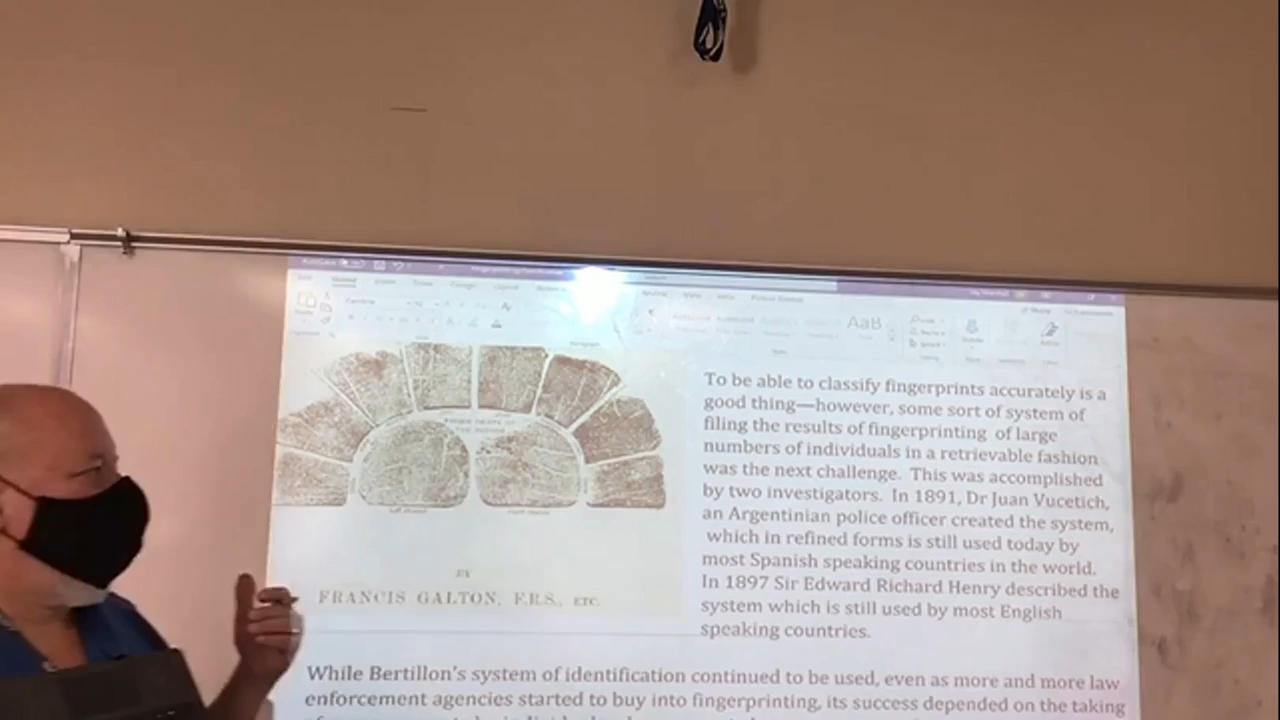 AaB
BY
FRANCIS GALTON, F.R.S., ETC.
To be able to classify fingerprints accurately is a
good thing—however, some sort of system of
filing the results of fingerprinting of large
numbers of individuals in a retrievable fashion
was the next challenge. This was accomplished
by two investigators. In 1891, Dr Juan Vucetich,
an Argentinian police officer created the system,
which in refined forms is still used today by
most Spanish speaking countries in the world.
In 1897 Sir Edward Richard Henry described the
system which is still used by most English
speaking countries.
While Bertillon's system of identification continued to be used, even as more and more law
enforcement agencies started to buy into fingerprinting, its success depended on the taking